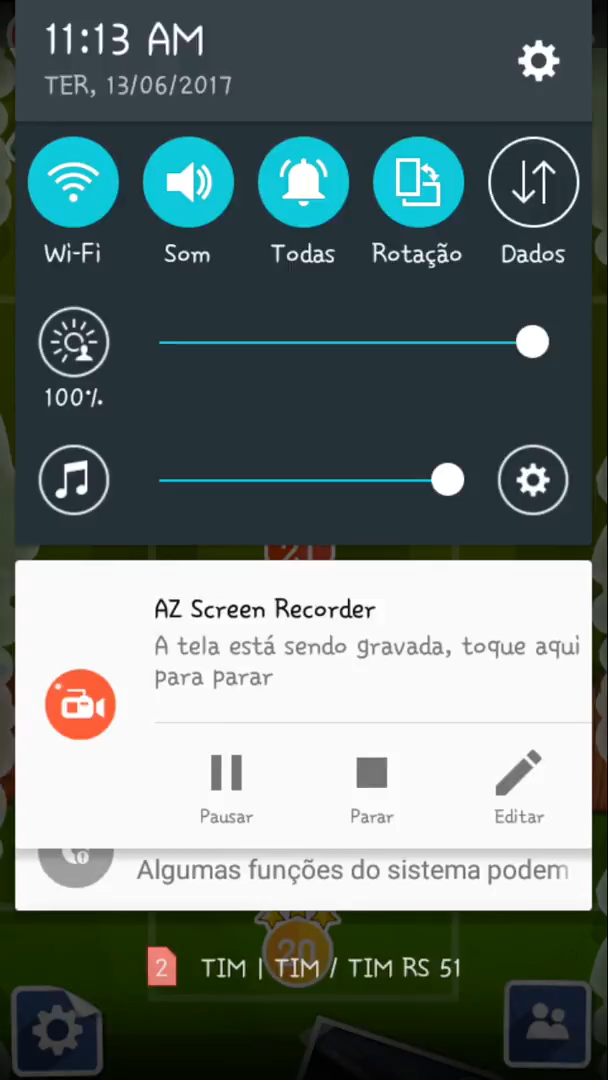 11:13 AM
TER, 13/06/2017
Wi-Fi
Som
Todas
Rotação
Dados
100%
AZ Screen Recorder
A tela está sendo gravada, toque aqui
para parar
Pausar
Parar
Editar
Algumas funções do sistema podem
20
2 TIM | TIM / TIM RS 51